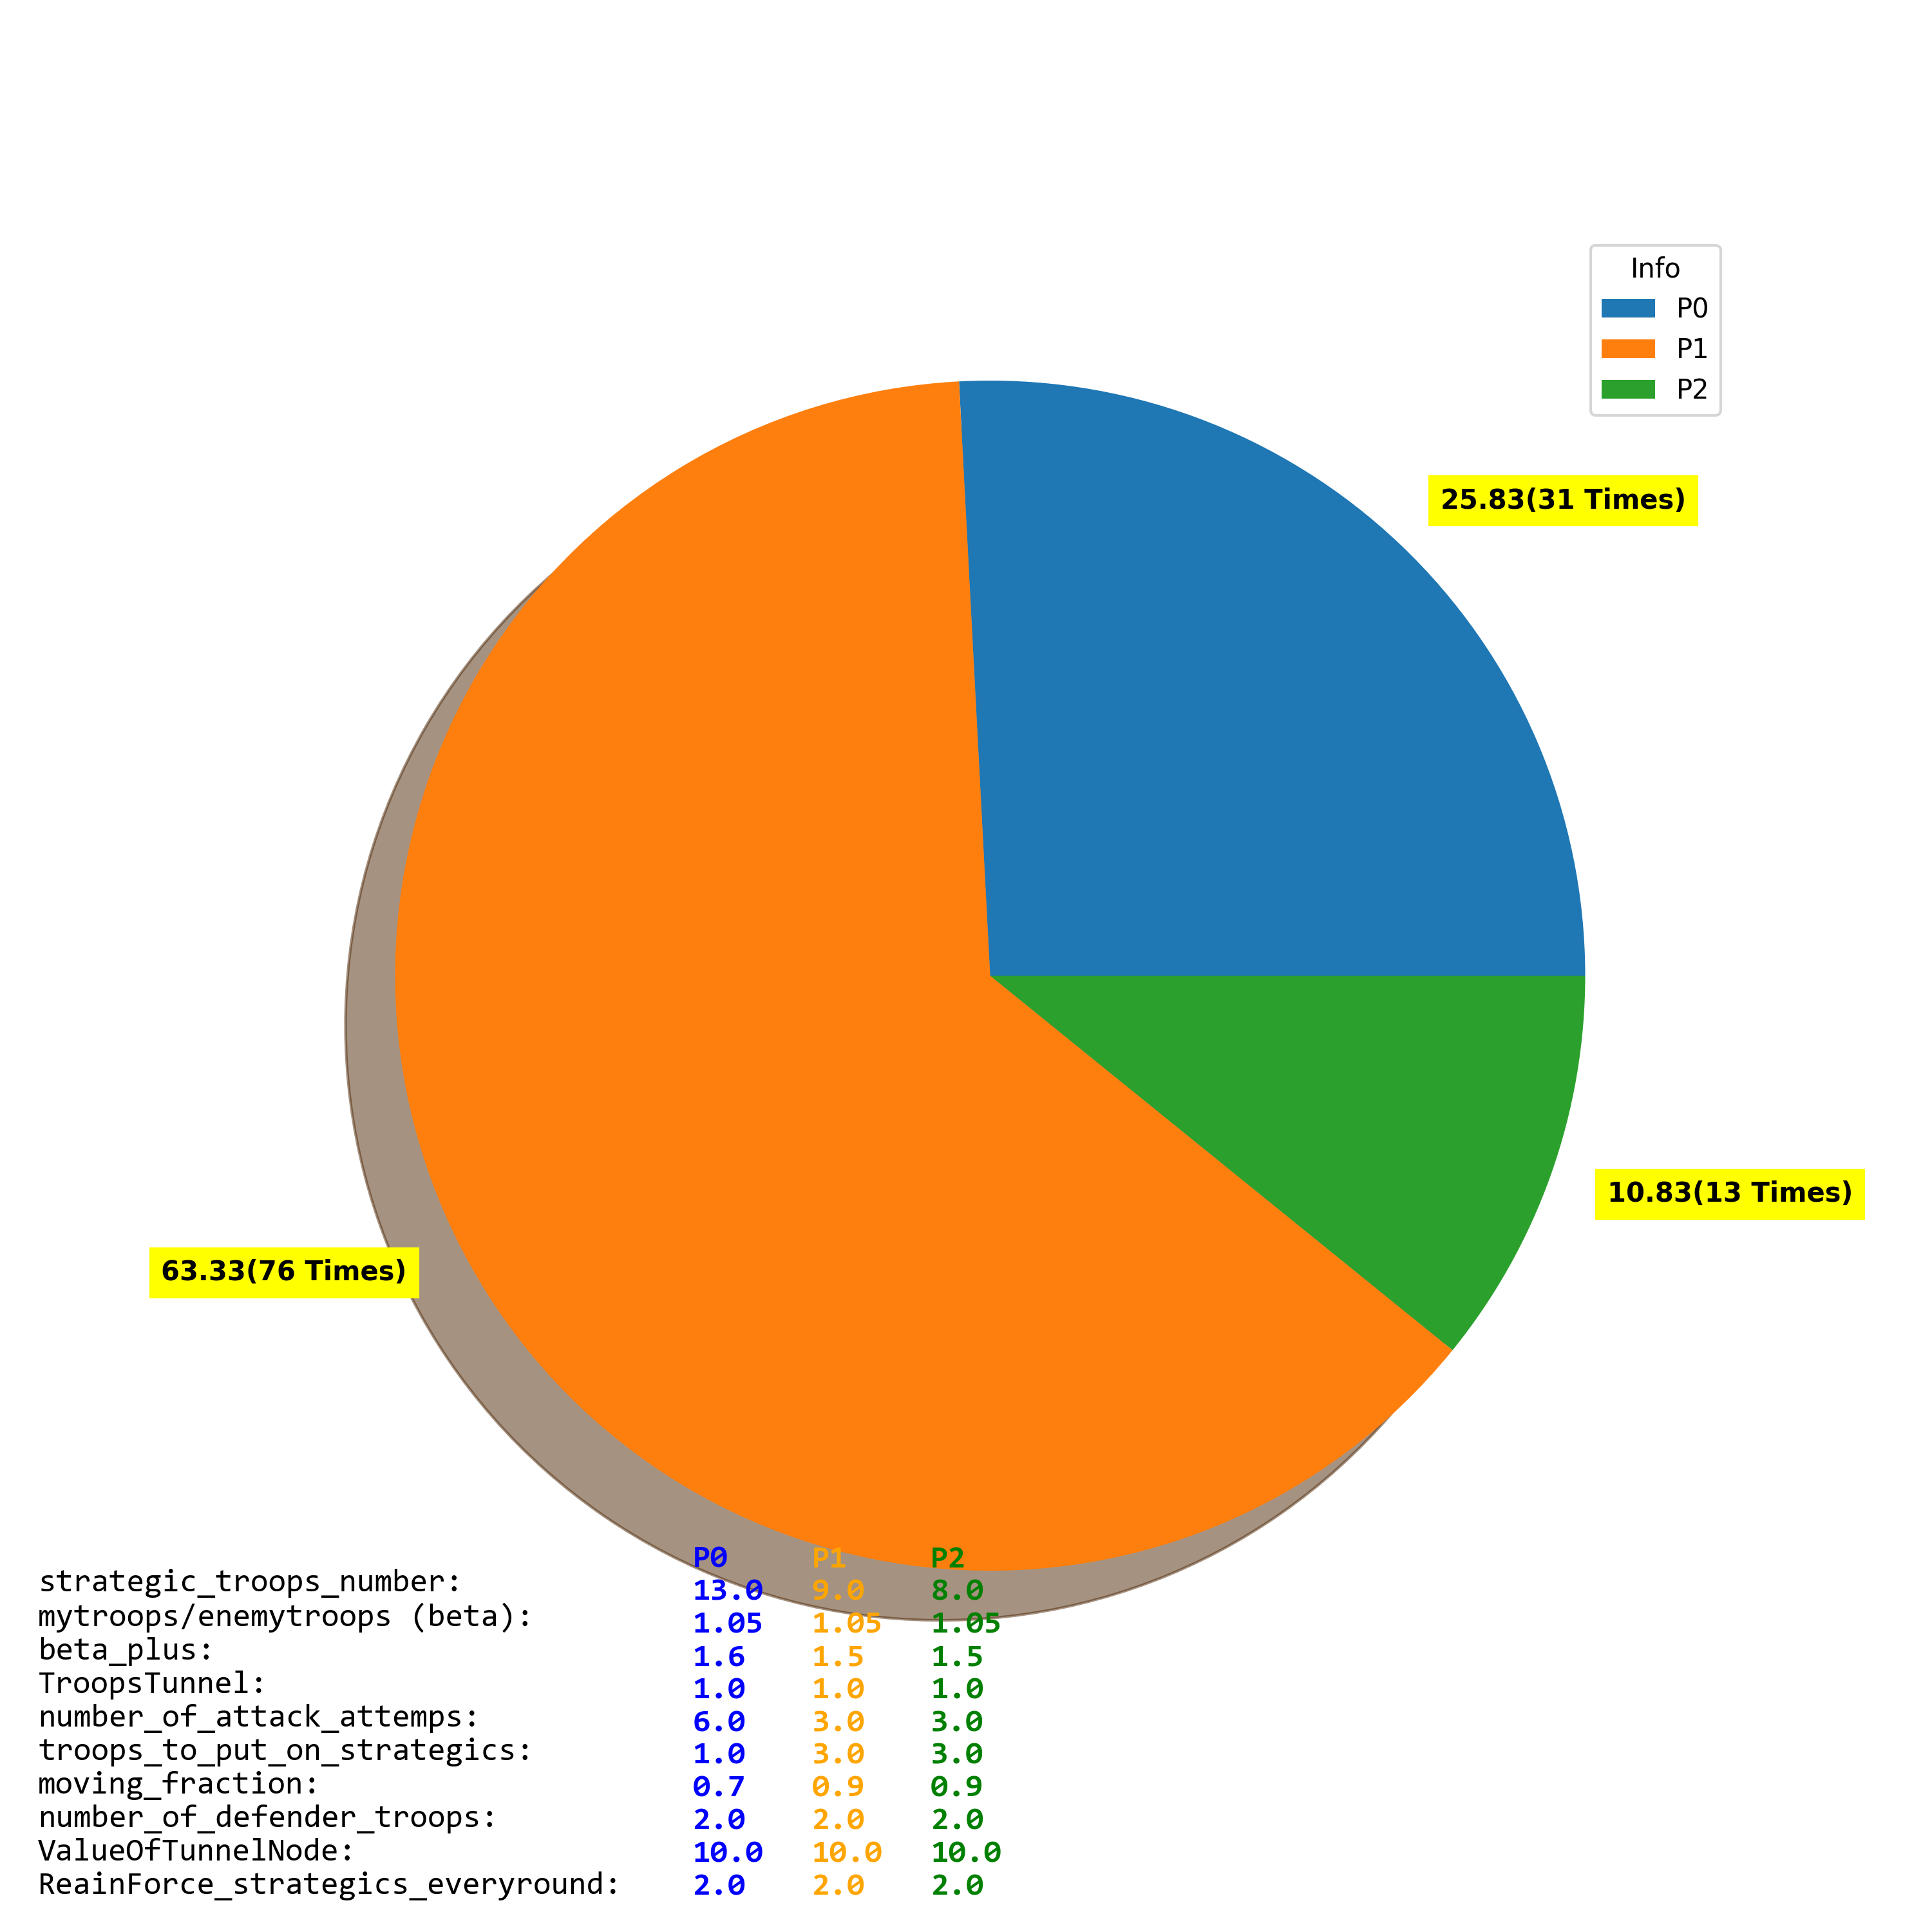 Info
P0
P1
P2
25.83(31 Times)
10.83(13 Times)
63.33(76 Times)
P0 P1 P2
strategic_troops_number: 13.0 9.0 8.0
mytroops/enemytroops (beta): 1.05 1.05 1.05
beta_plus: 1.6 1.5 1.5
TroopsTunnel: 1.0 1.0 1.0
number_of_attack_attemps: 6.0 3.0 3.0
troops_to_put_on_strategics: 1.0 3.0 3.0
moving_fraction: 0.7 0.9 0.9
number_of_defender_troops: 2.0 2.0 2.0
ValueOfTunnelNode: 10.0 10.0 10.0
ReainForce_strategics_everyround: 2.0 2.0 2.0